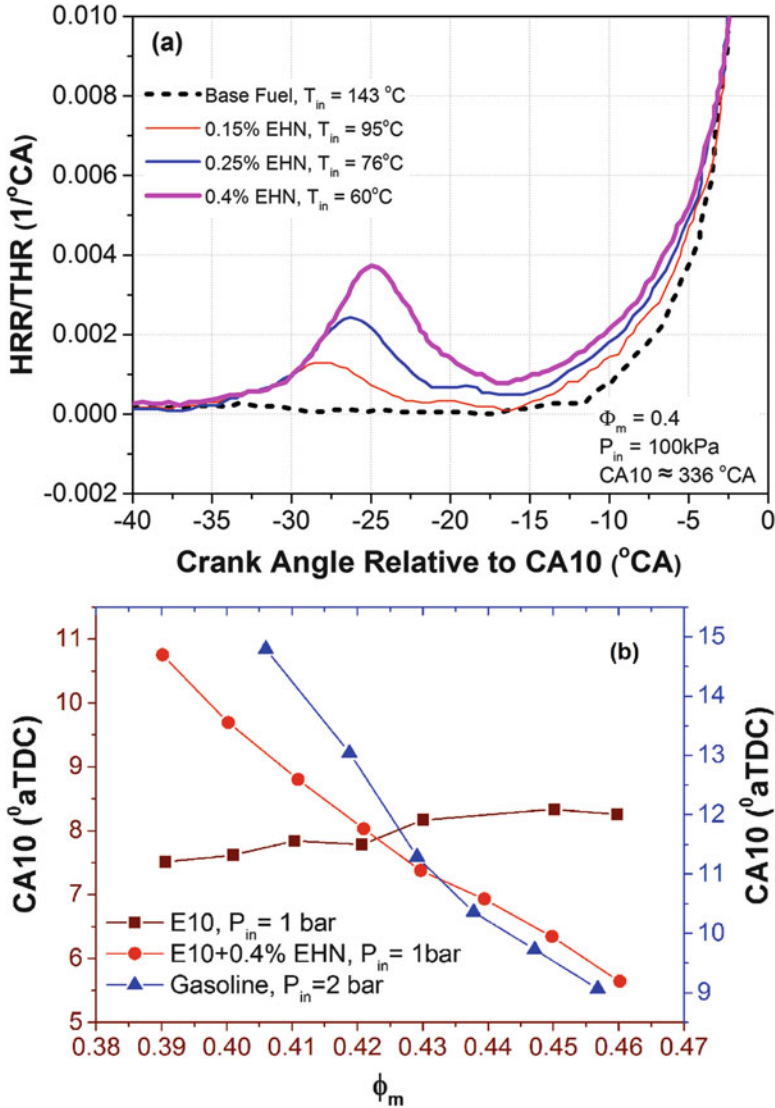 (a)
0.010
0.008
0.006
0.004
0.002
0.000
-0.002
HRR/THR (1/°CA)
Base Fuel, T_in = 143 °C
0.15% EHN, T_in = 95°C
0.25% EHN, T_in = 76°C
0.4% EHN, T_in = 60°C
Φ_m = 0.4
P_in = 100kPa
CA10 ≈ 336 °CA
-40 -35 -30 -25 -20 -15 -10 -5 0
Crank Angle Relative to CA10 (°CA)
(b)
11
10
9
8
7
6
5
CA10 (⁰aTDC)
15
14
13
12
11
10
9
CA10 (⁰aTDC)
E10, P_in = 1 bar
E10+0.4% EHN, P_in = 1bar
Gasoline, P_in=2 bar
0.38 0.39 0.40 0.41 0.42 0.43 0.44 0.45 0.46 0.47
ϕ_m